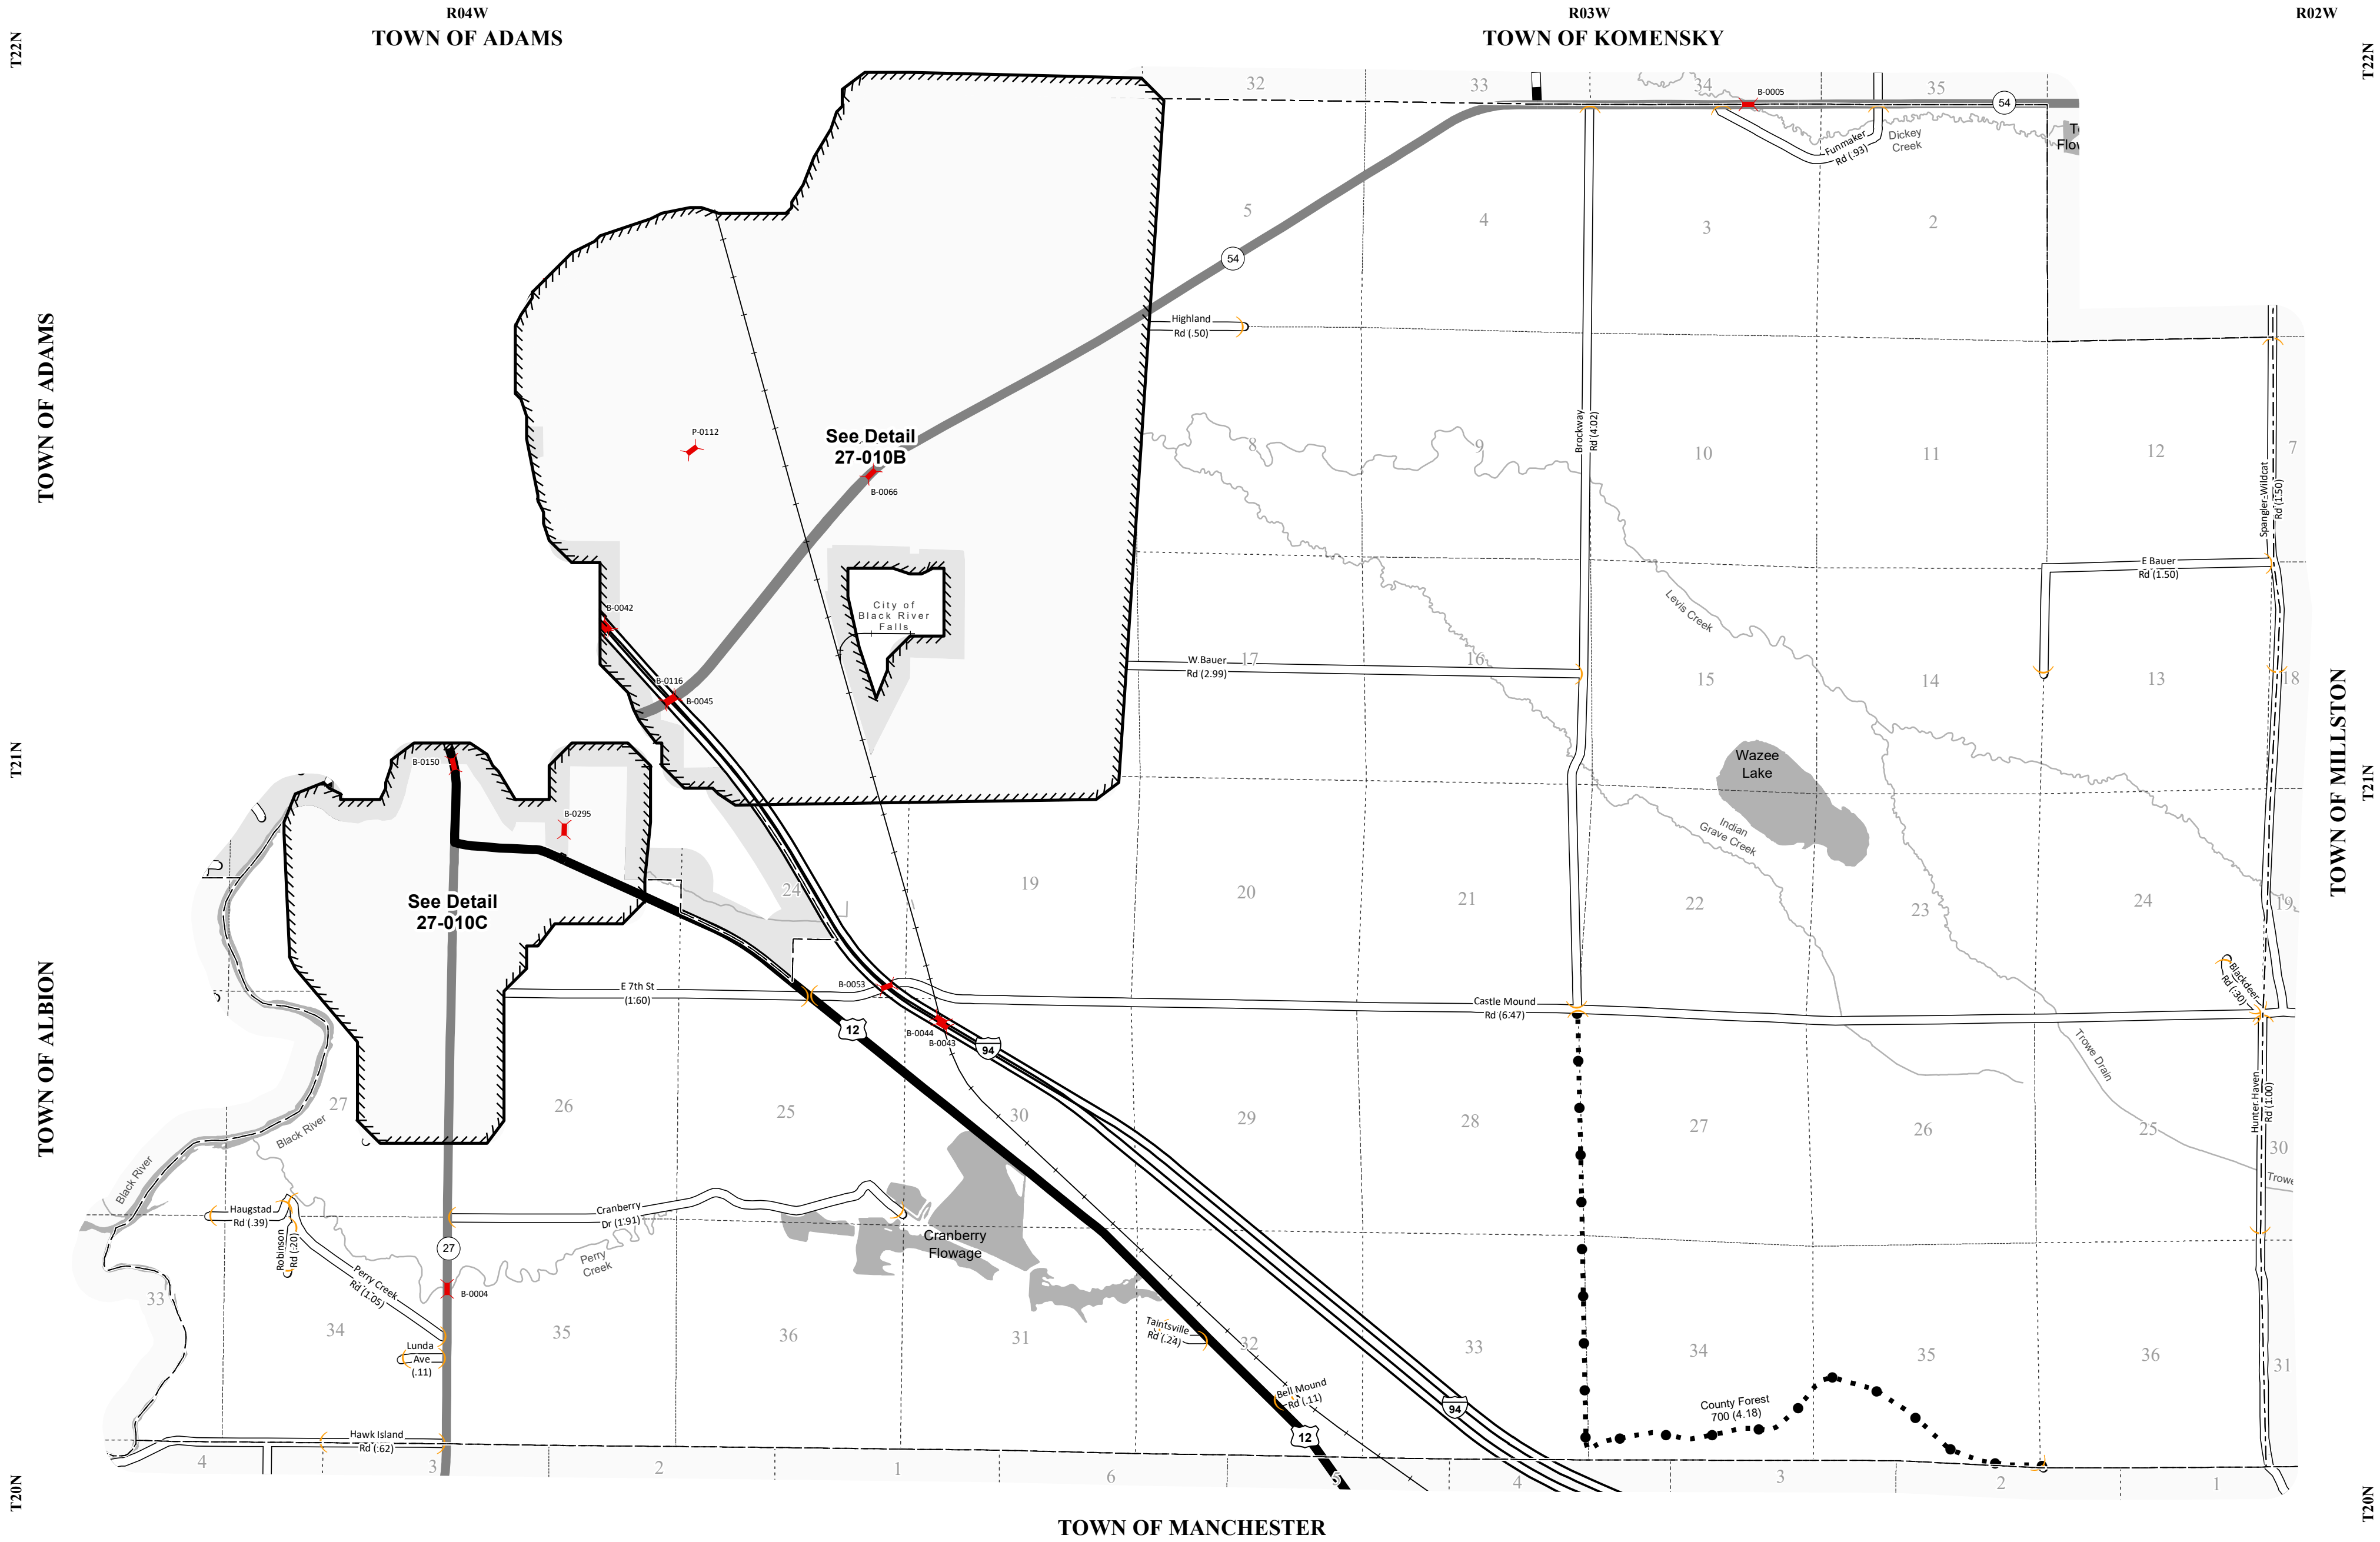 R04W
R03W
R02W
TOWN OF ADAMS
TOWN OF KOMENSKY
T22N
T22N
32
33
34
35
B-0005
54
Funmaker
Rd (.93)
Dickey
Creek
5
4
3
2
54
Highland
Rd (.50)
TOWN OF ADAMS
P-0112
See Detail
27-010B
B-0066
Brockway
Rd (4.02)
8
9
10
11
12
7
Spangler-Wildcat
Rd (1.50)
E Bauer
Rd (1.50)
B-0042
City of
Black River
Falls
Levis Creek
W.Bauer
Rd (2.99)
17
16
15
14
13
18
B-0116
B-0045
TOWN OF MILLSTON
T21N
T21N
B-0150
Wazee
Lake
B-0295
Indian
Grave Creek
See Detail
27-010C
24
19
20
21
22
23
24
19
TOWN OF ALBION
E 7th St
(1.60)
B-0053
Castle Mound
Rd (6.47)
Blackdeer
Rd (.30)
12
B-0044
B-0043
94
Trowe Drain
27
26
25
30
29
28
27
26
25
30
Hunter Haven
Rd (1.00)
Black River
Black River
Haugstad
Rd (.39)
Cranberry
Dr (1.91)
Robinson
Rd (.20)
27
Perry
Creek
Cranberry
Flowage
Perry Creek
Rd (1.05)
B-0004
33
34
35
36
31
Taintsville
Rd (.24)
32
33
34
35
36
31
Lunda
Ave
(.11)
Bell Mound
Rd (.11)
94
County Forest
700 (4.18)
Hawk Island
Rd (.62)
12
4
3
2
1
6
5
4
3
2
1
T20N
T20N
TOWN OF MANCHESTER